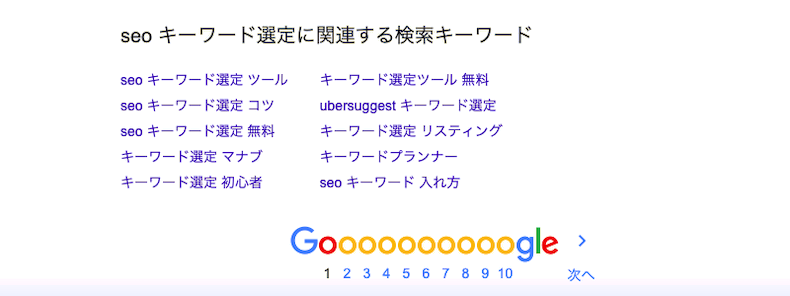 seo キーワード選定に関連する検索キーワード
seo キーワード選定 ツール
seo キーワード選定 コツ
seo キーワード選定 無料
キーワード選定 マナブ
キーワード選定 初心者
キーワード選定ツール 無料
ubersuggest キーワード選定
キーワード選定 リスティング
キーワードプランナー
seo キーワード 入れ方
Goooooooooogle >
1 2 3 4 5 6 7 8 9 10 次へ